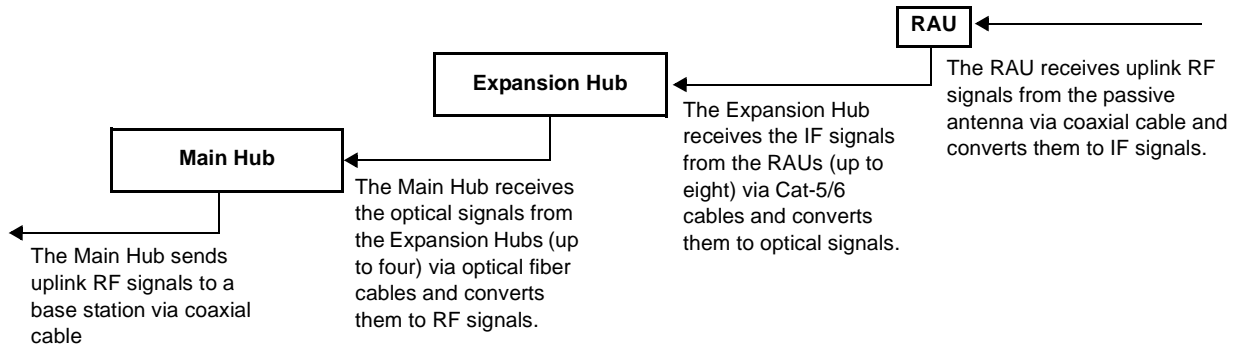 RAU
The RAU receives uplink RF
signals from the passive
antenna via coaxial cable and
converts them to IF signals.
Expansion Hub
The Expansion Hub
receives the IF signals
from the RAUs (up to
eight) via Cat-5/6
cables and converts
them to optical signals.
Main Hub
The Main Hub receives
the optical signals from
the Expansion Hubs (up
to four) via optical fiber
cables and converts
them to RF signals.
The Main Hub sends
uplink RF signals to a
base station via coaxial
cable